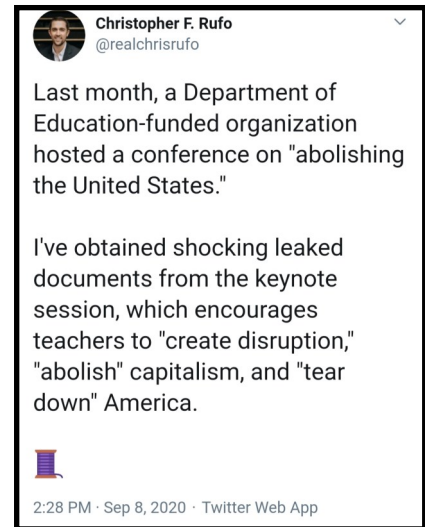 Christopher F. Rufo
@realchrisrufo
Last month, a Department of
Education-funded organization
hosted a conference on "abolishing
the United States."
I've obtained shocking leaked
documents from the keynote
session, which encourages
teachers to "create disruption,"
"abolish" capitalism, and "tear
down" America.
2:28 PM · Sep 8, 2020 · Twitter Web App